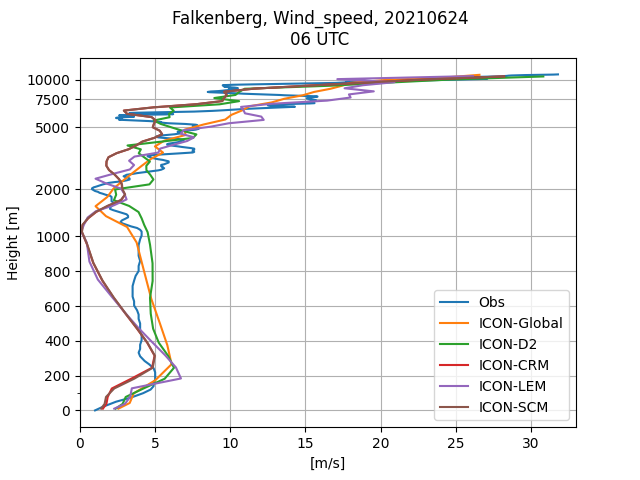 Falkenberg, Wind_speed, 20210624
06 UTC
10000
7500
5000
2000
1000
800
600
400
200
0
Height [m]
0 5 10 15 20 25 30
[m/s]
Obs
ICON-Global
ICON-D2
ICON-CRM
ICON-LEM
ICON-SCM